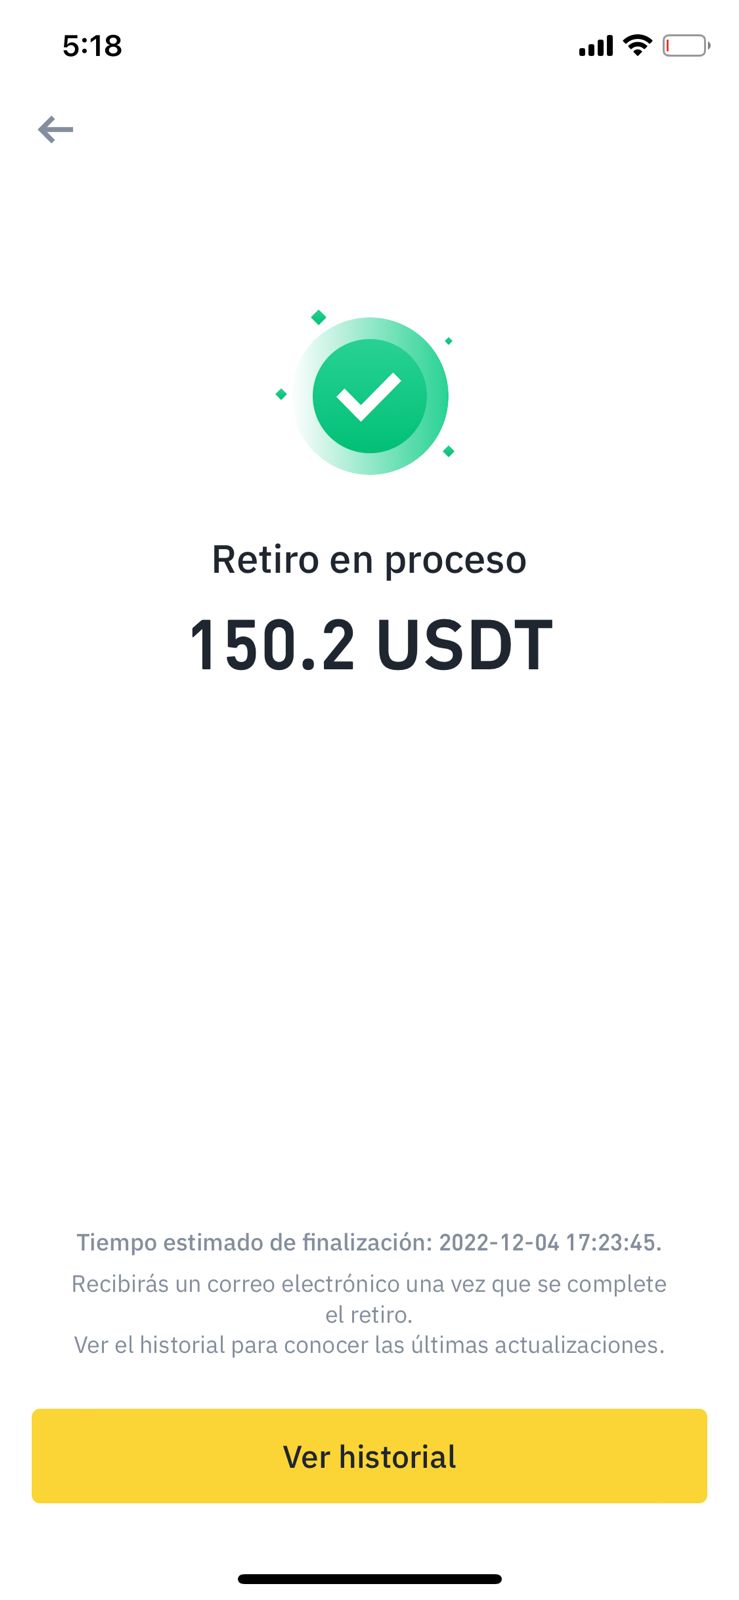 5:18
Retiro en proceso
150.2 USDT
Tiempo estimado de finalización: 2022-12-04 17:23:45.
Recibirás un correo electrónico una vez que se complete
el retiro.
Ver el historial para conocer las últimas actualizaciones.
Ver historial